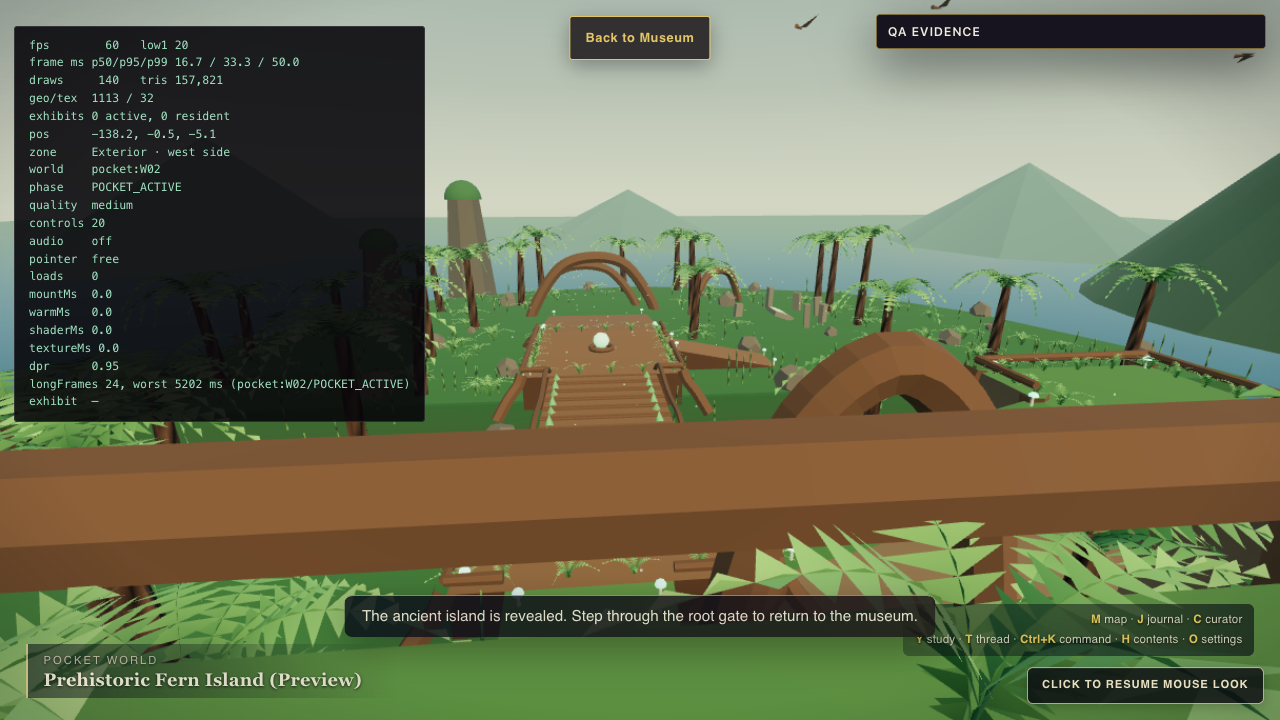 fps 60 low1 20
frame ms p50/p95/p99 16.7 / 33.3 / 50.0
draws 140 tris 157,821
geo/tex 1113 / 32
exhibits 0 active, 0 resident
pos −138.2, −0.5, −5.1
zone Exterior · west side
world pocket:W02
phase POCKET_ACTIVE
quality medium
controls 20
audio off
pointer free
loads 0
mountMs 0.0
warmMs 0.0
shaderMs 0.0
textureMs 0.0
dpr 0.95
longFrames 24, worst 5202 ms (pocket:W02/POCKET_ACTIVE)
exhibit —
Back to Museum
QA EVIDENCE
The ancient island is revealed. Step through the root gate to return to the museum.
M map · J journal · C curator
Y study · T thread · Ctrl+K command · H contents · O settings
POCKET WORLD
Prehistoric Fern Island (Preview)
CLICK TO RESUME MOUSE LOOK